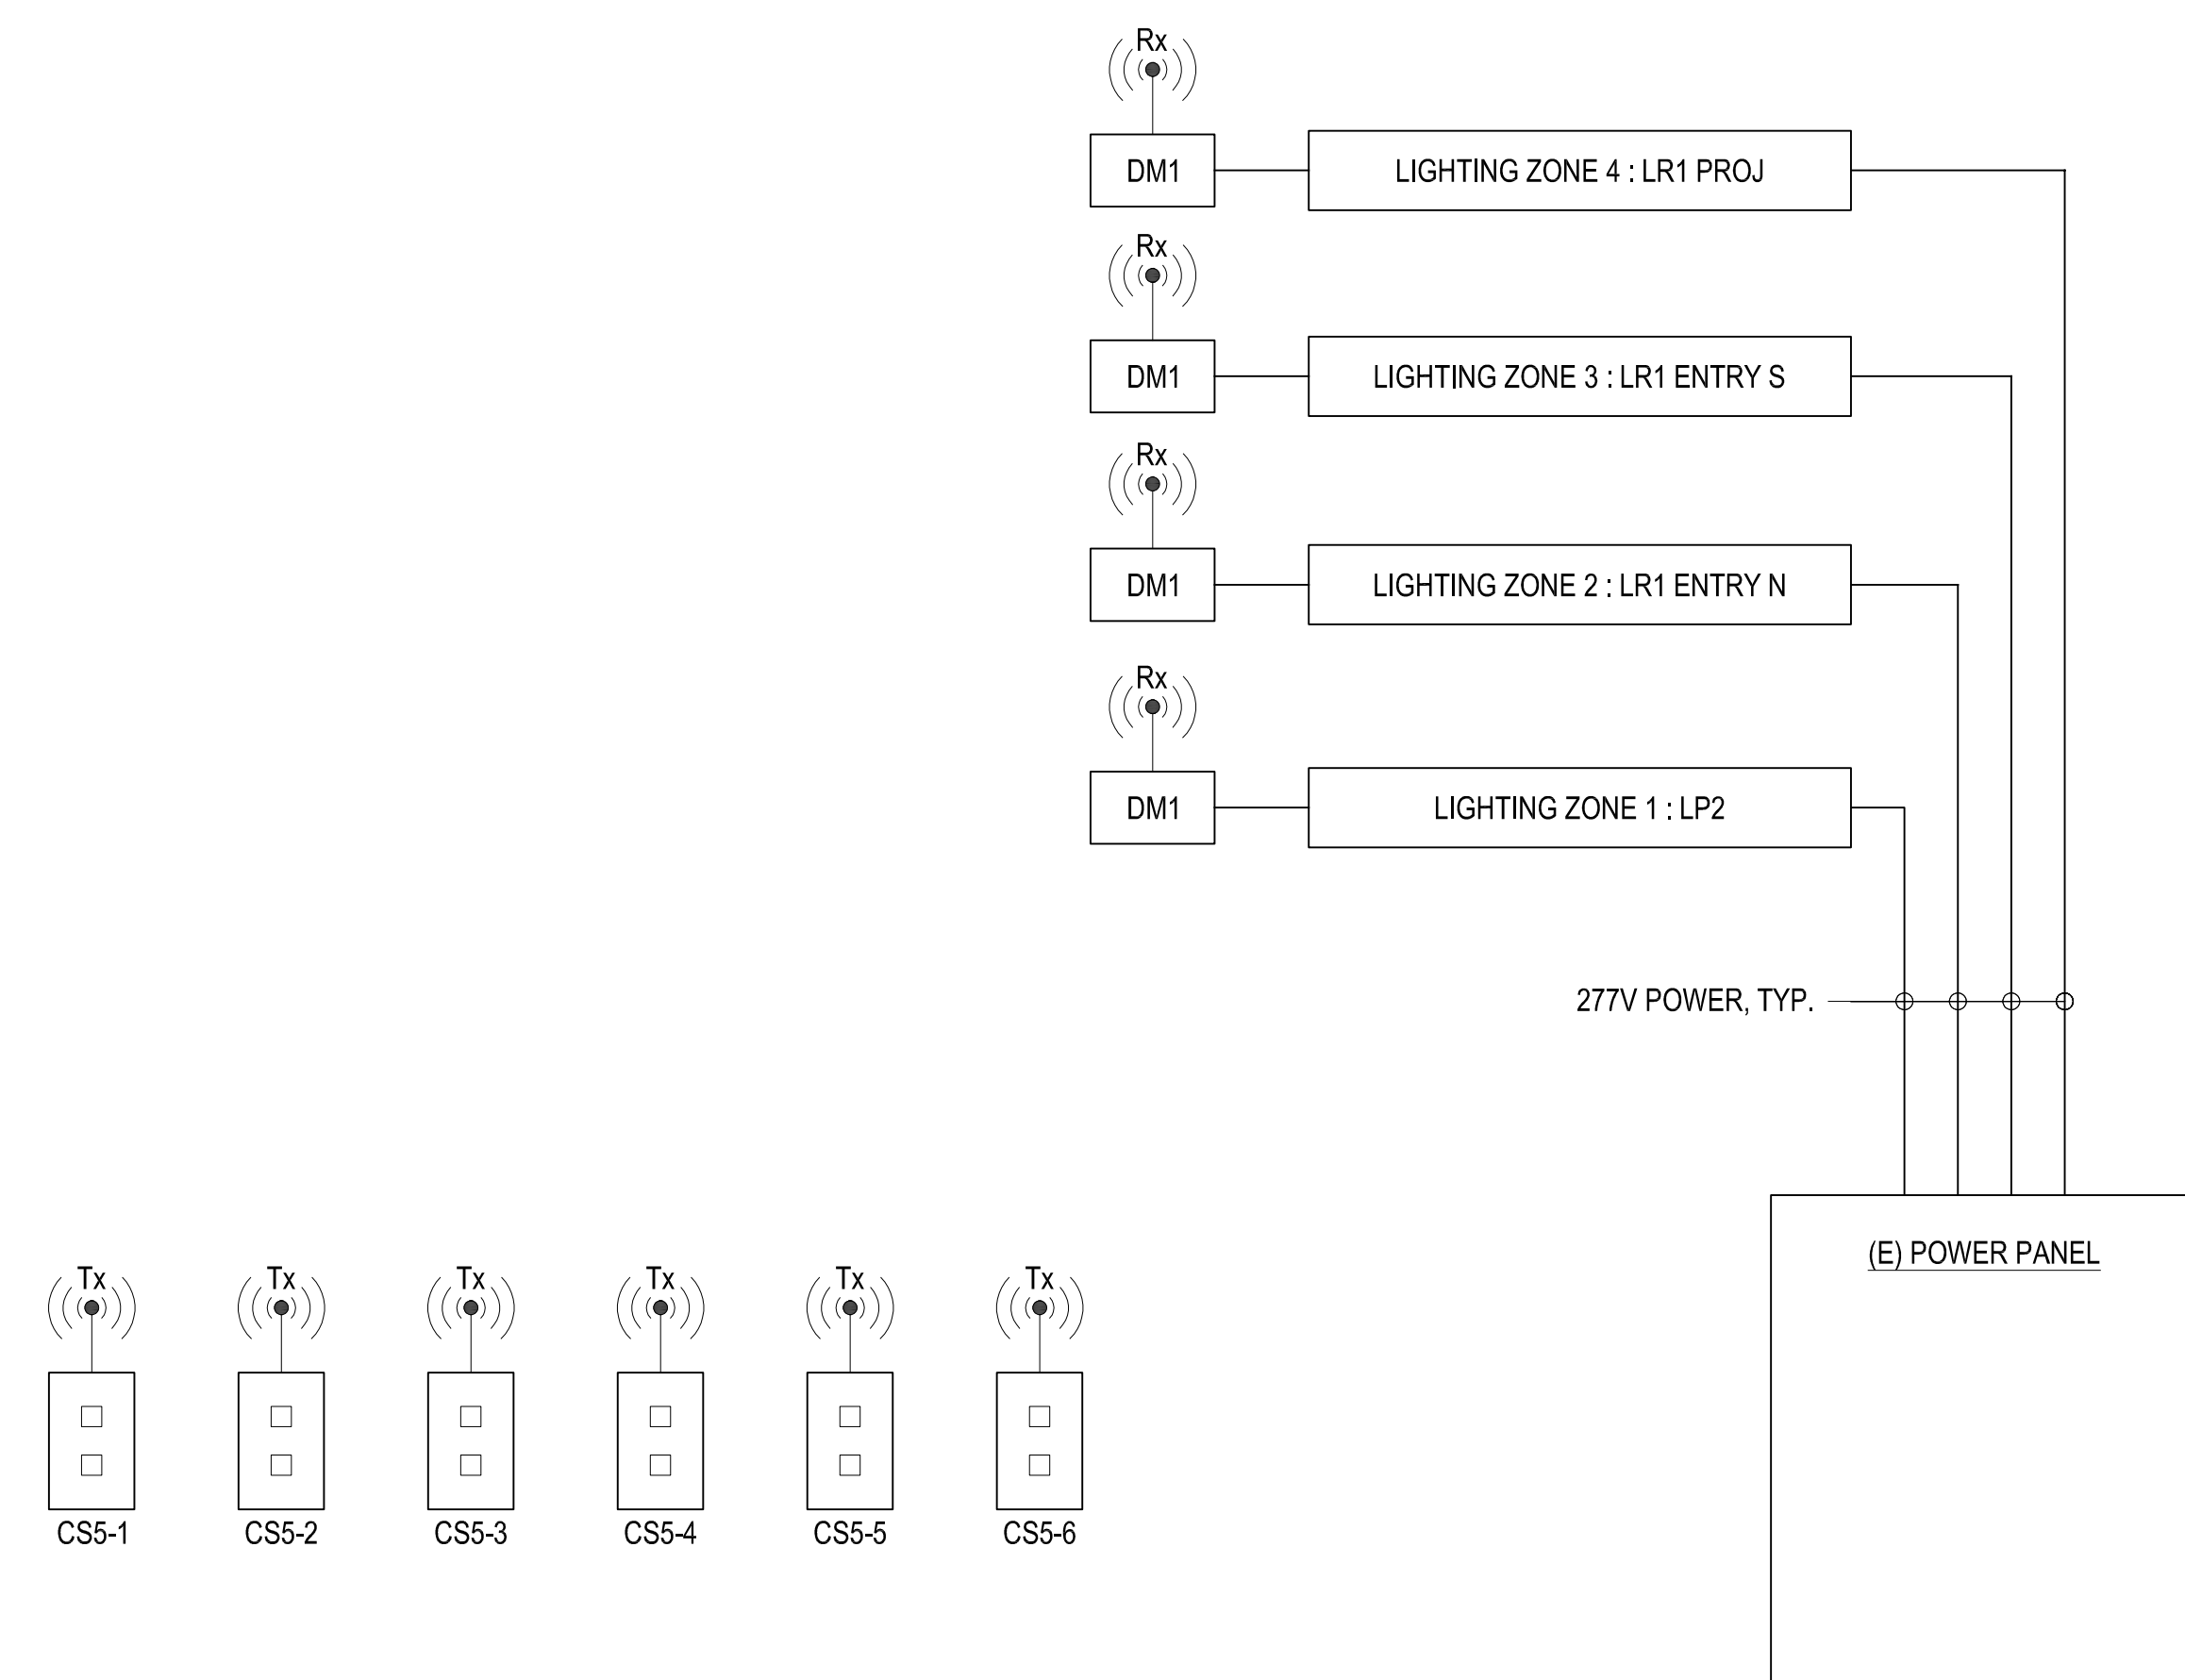 Rx
DM1
LIGHTING ZONE 4 : LR1 PROJ
Rx
DM1
LIGHTING ZONE 3 : LR1 ENTRY S
Rx
DM1
LIGHTING ZONE 2 : LR1 ENTRY N
Rx
DM1
LIGHTING ZONE 1 : LP2
277V POWER, TYP.
(E) POWER PANEL
Tx
Tx
Tx
Tx
Tx
Tx
CS5-1
CS5-2
CS5-3
CS5-4
CS5-5
CS5-6